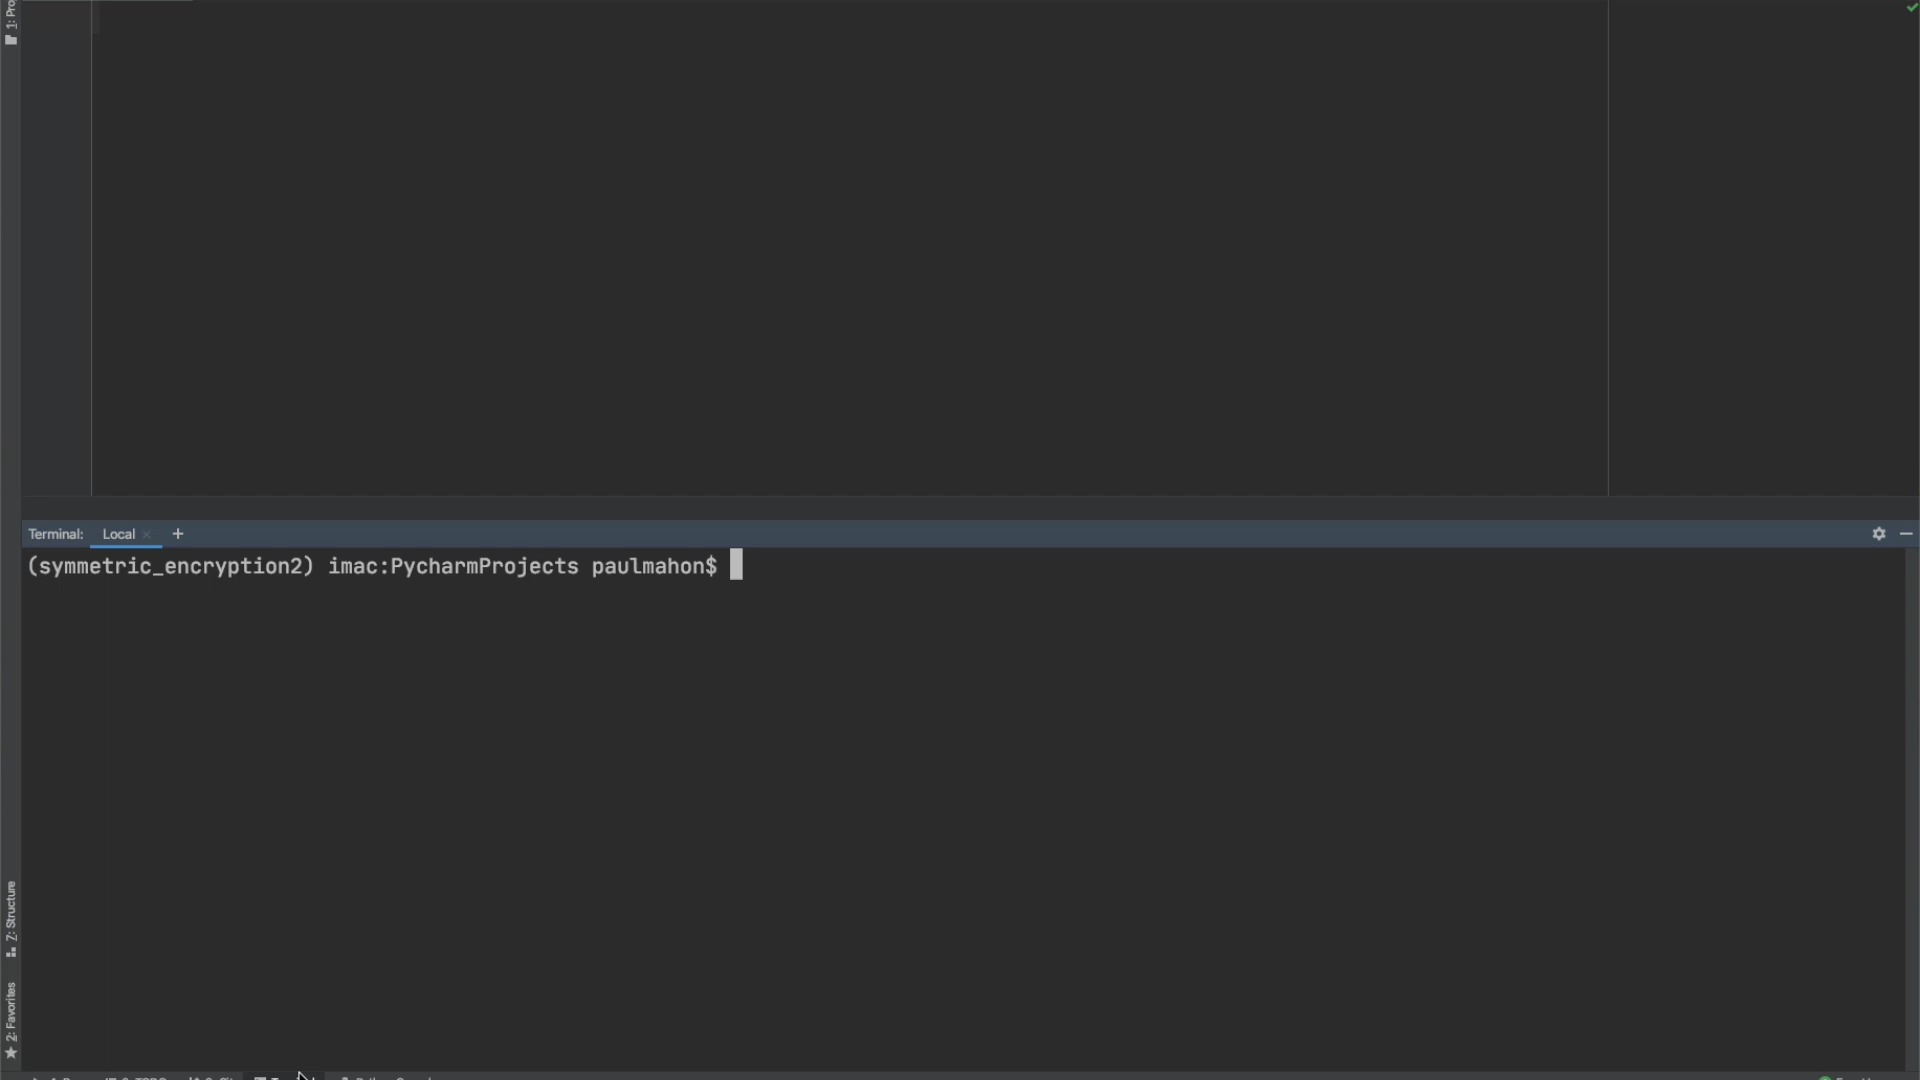 1: Pro
Terminal: Local × +
(symmetric_encryption2) imac:PycharmProjects paulmahon$
Z: Structure
2: Favorites